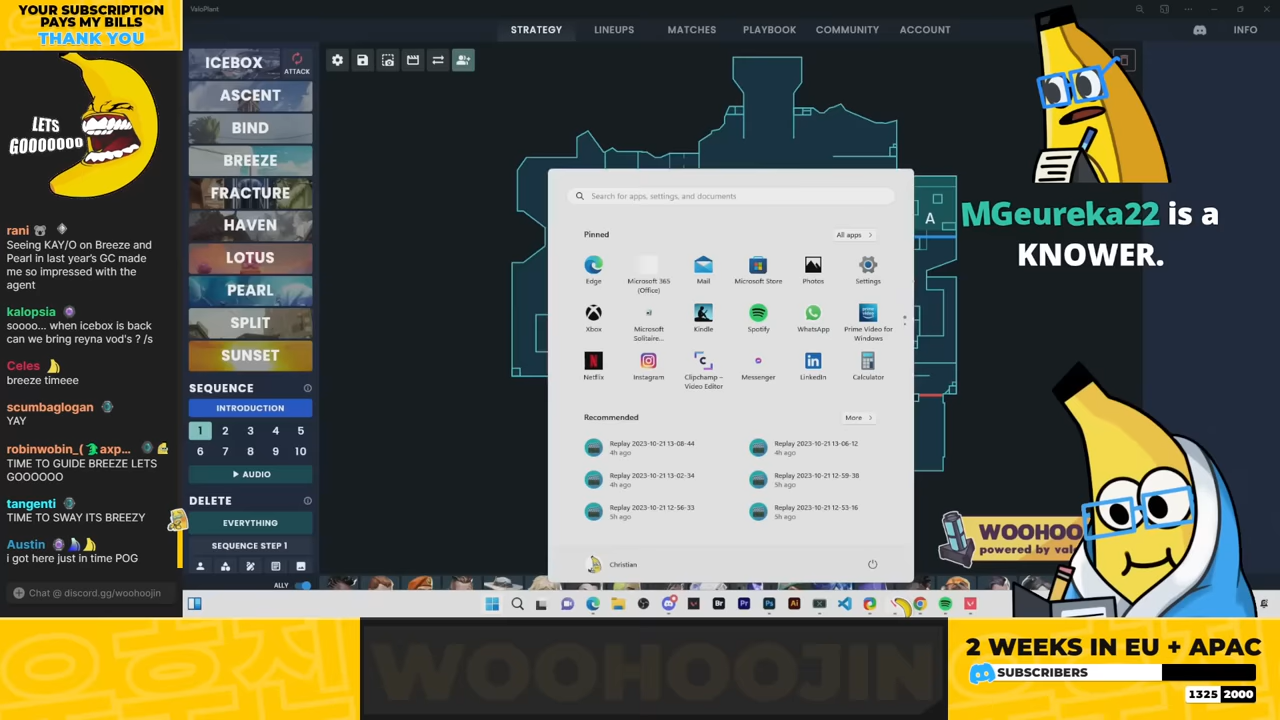 YOUR SUBSCRIPTION
PAYS MY BILLS
THANK YOU
LETS
GOOOOOOO
rani
Seeing KAY/O on Breeze and
Pearl in last year's GC made
me so impressed with the
agent
kalopsia
soooo... when icebox is back
can we bring reyna vod's ? /s
Celes
breeze timeee
scumbaglogan
YAY
robinwobin_( axp...
TIME TO GUIDE BREEZE LETS
GOOOOO
tangenti
TIME TO SWAY ITS BREEZY
Austin
i got here just in time POG
Chat @ discord.gg/woohoojin
ValoPlant
STRATEGY
LINEUPS
MATCHES
PLAYBOOK
COMMUNITY
ACCOUNT
INFO
ICEBOX
ATTACK
ASCENT
BIND
BREEZE
FRACTURE
HAVEN
LOTUS
PEARL
SPLIT
SUNSET
SEQUENCE
INTRODUCTION
1 2 3 4 5
6 7 8 9 10
AUDIO
DELETE
EVERYTHING
SEQUENCE STEP 1
ALLY
A
Search for apps, settings, and documents
Pinned
All apps
Edge
Microsoft 365
(Office)
Mail
Microsoft Store
Photos
Settings
Xbox
Microsoft
Solitaire...
Kindle
Spotify
WhatsApp
Prime Video for
Windows
Netflix
Instagram
Clipchamp –
Video Editor
Messenger
LinkedIn
Calculator
Recommended
More
Replay 2023-10-21 13-08-44
4h ago
Replay 2023-10-21 13-06-12
4h ago
Replay 2023-10-21 13-02-34
4h ago
Replay 2023-10-21 12-59-38
5h ago
Replay 2023-10-21 12-56-33
5h ago
Replay 2023-10-21 12-53-16
5h ago
Christian
MGeureka22 is a
KNOWER.
WOOHOO
powered by val
Br
Pr
Ps
Ai
WOOHOOJIN
2 WEEKS IN EU + APAC
SUBSCRIBERS
1325 2000